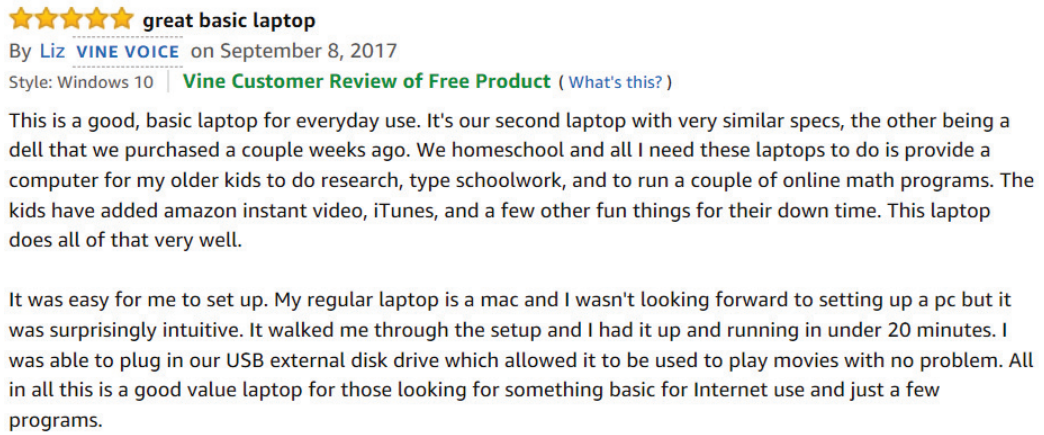 great basic laptop
By Liz VINE VOICE on September 8, 2017
Style: Windows 10 | Vine Customer Review of Free Product ( What's this? )
This is a good, basic laptop for everyday use. It's our second laptop with very similar specs, the other being a
dell that we purchased a couple weeks ago. We homeschool and all I need these laptops to do is provide a
computer for my older kids to do research, type schoolwork, and to run a couple of online math programs. The
kids have added amazon instant video, iTunes, and a few other fun things for their down time. This laptop
does all of that very well.
It was easy for me to set up. My regular laptop is a mac and I wasn't looking forward to setting up a pc but it
was surprisingly intuitive. It walked me through the setup and I had it up and running in under 20 minutes. I
was able to plug in our USB external disk drive which allowed it to be used to play movies with no problem. All
in all this is a good value laptop for those looking for something basic for Internet use and just a few
programs.